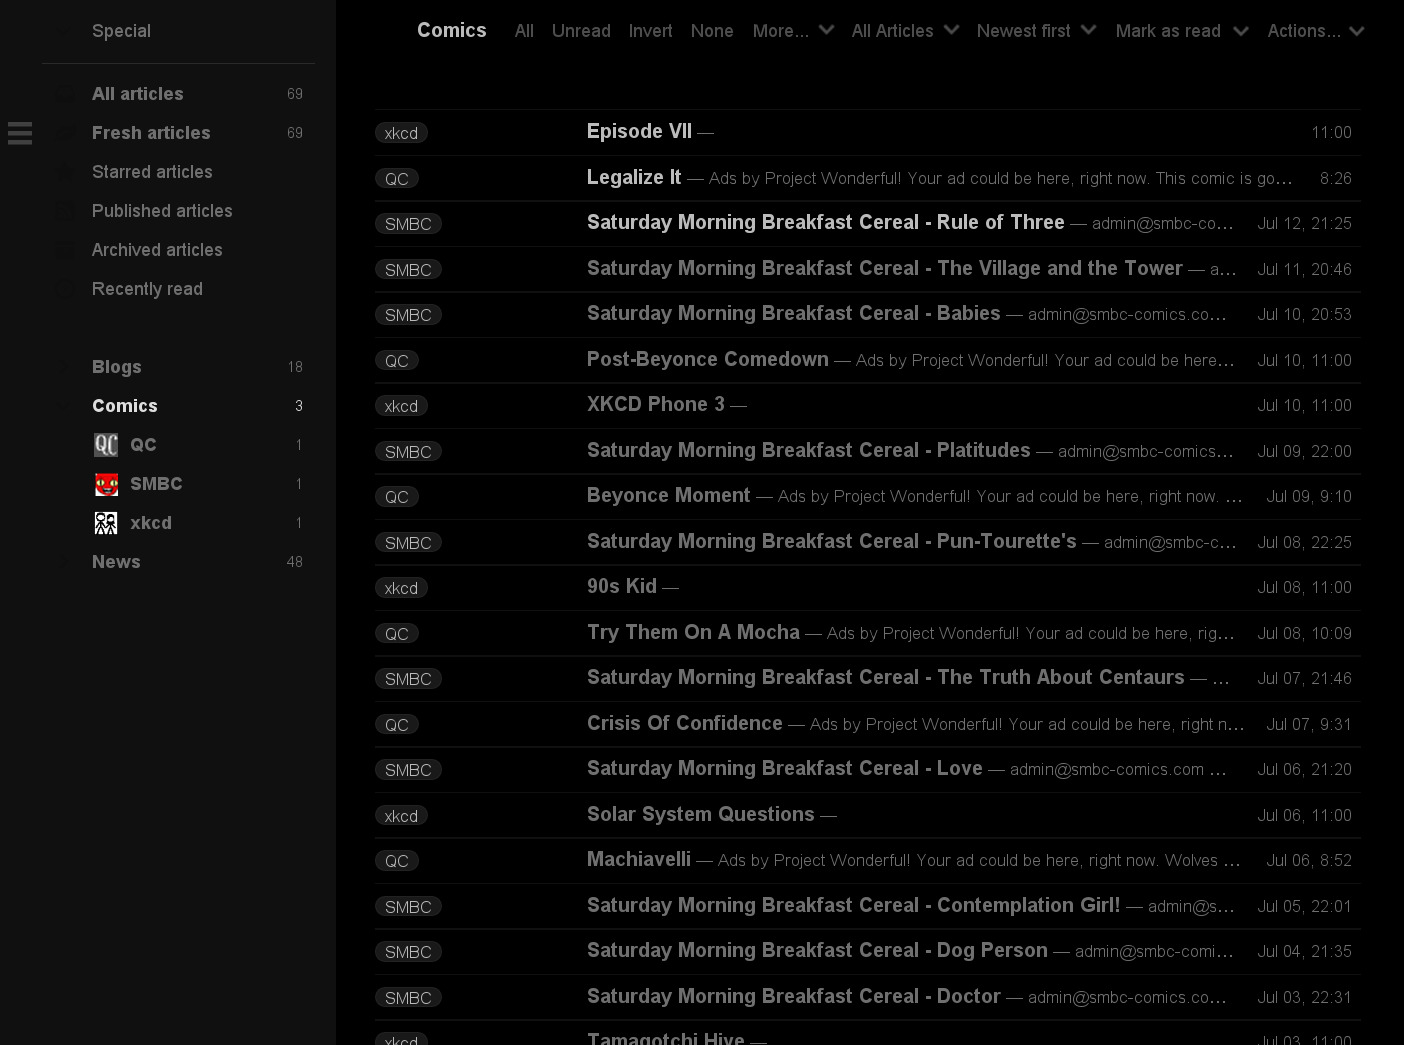 Special
All articles 69
Fresh articles 69
Starred articles
Published articles
Archived articles
Recently read
Blogs 18
Comics 3
QC 1
SMBC 1
xkcd 1
News 48
Comics All Unread Invert None More... All Articles Newest first Mark as read Actions...
xkcd Episode VII — 11:00
QC Legalize It — Ads by Project Wonderful! Your ad could be here, right now. This comic is go... 8:26
SMBC Saturday Morning Breakfast Cereal - Rule of Three — admin@smbc-co... Jul 12, 21:25
SMBC Saturday Morning Breakfast Cereal - The Village and the Tower — a... Jul 11, 20:46
SMBC Saturday Morning Breakfast Cereal - Babies — admin@smbc-comics.co... Jul 10, 20:53
QC Post-Beyonce Comedown — Ads by Project Wonderful! Your ad could be here... Jul 10, 11:00
xkcd XKCD Phone 3 — Jul 10, 11:00
SMBC Saturday Morning Breakfast Cereal - Platitudes — admin@smbc-comics... Jul 09, 22:00
QC Beyonce Moment — Ads by Project Wonderful! Your ad could be here, right now. ... Jul 09, 9:10
SMBC Saturday Morning Breakfast Cereal - Pun-Tourette's — admin@smbc-c... Jul 08, 22:25
xkcd 90s Kid — Jul 08, 11:00
QC Try Them On A Mocha — Ads by Project Wonderful! Your ad could be here, rig... Jul 08, 10:09
SMBC Saturday Morning Breakfast Cereal - The Truth About Centaurs — ... Jul 07, 21:46
QC Crisis Of Confidence — Ads by Project Wonderful! Your ad could be here, right n... Jul 07, 9:31
SMBC Saturday Morning Breakfast Cereal - Love — admin@smbc-comics.com ... Jul 06, 21:20
xkcd Solar System Questions — Jul 06, 11:00
QC Machiavelli — Ads by Project Wonderful! Your ad could be here, right now. Wolves ... Jul 06, 8:52
SMBC Saturday Morning Breakfast Cereal - Contemplation Girl! — admin@s... Jul 05, 22:01
SMBC Saturday Morning Breakfast Cereal - Dog Person — admin@smbc-comi... Jul 04, 21:35
SMBC Saturday Morning Breakfast Cereal - Doctor — admin@smbc-comics.co... Jul 03, 22:31
xkcd Tamagotchi Hive — Jul 03, 11:00